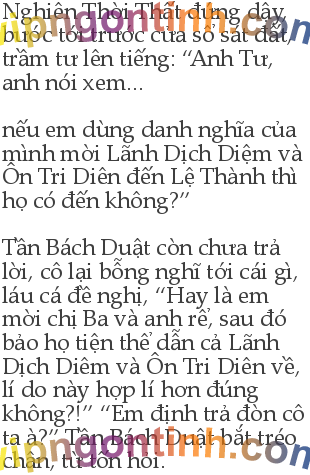 Nghiên Thời Thất đứng dậy,
bước tới trước cửa sổ sát đất,
trầm tư lên tiếng: “Anh Tư,
anh nói xem...
nếu em dùng danh nghĩa của
mình mời Lãnh Dịch Diệm và
Ôn Tri Diên đến Lệ Thành thì
họ có đến không?”
Tần Bách Duật còn chưa trả
lời, cô lại bỗng nghĩ tới cái gì,
láu cá đề nghị, “Hay là em
mời chị Ba và anh rể, sau đó
bảo họ tiện thể dẫn cả Lãnh
Dịch Diêm và Ôn Tri Diên về,
lí do này hợp lí hơn đúng
không?!” “Em định trả đòn cô
ta à?” Tần Bách Duật bắt tréo
chân, từ tốn hỏi.
vipngontinh.com
vipngontinh.com